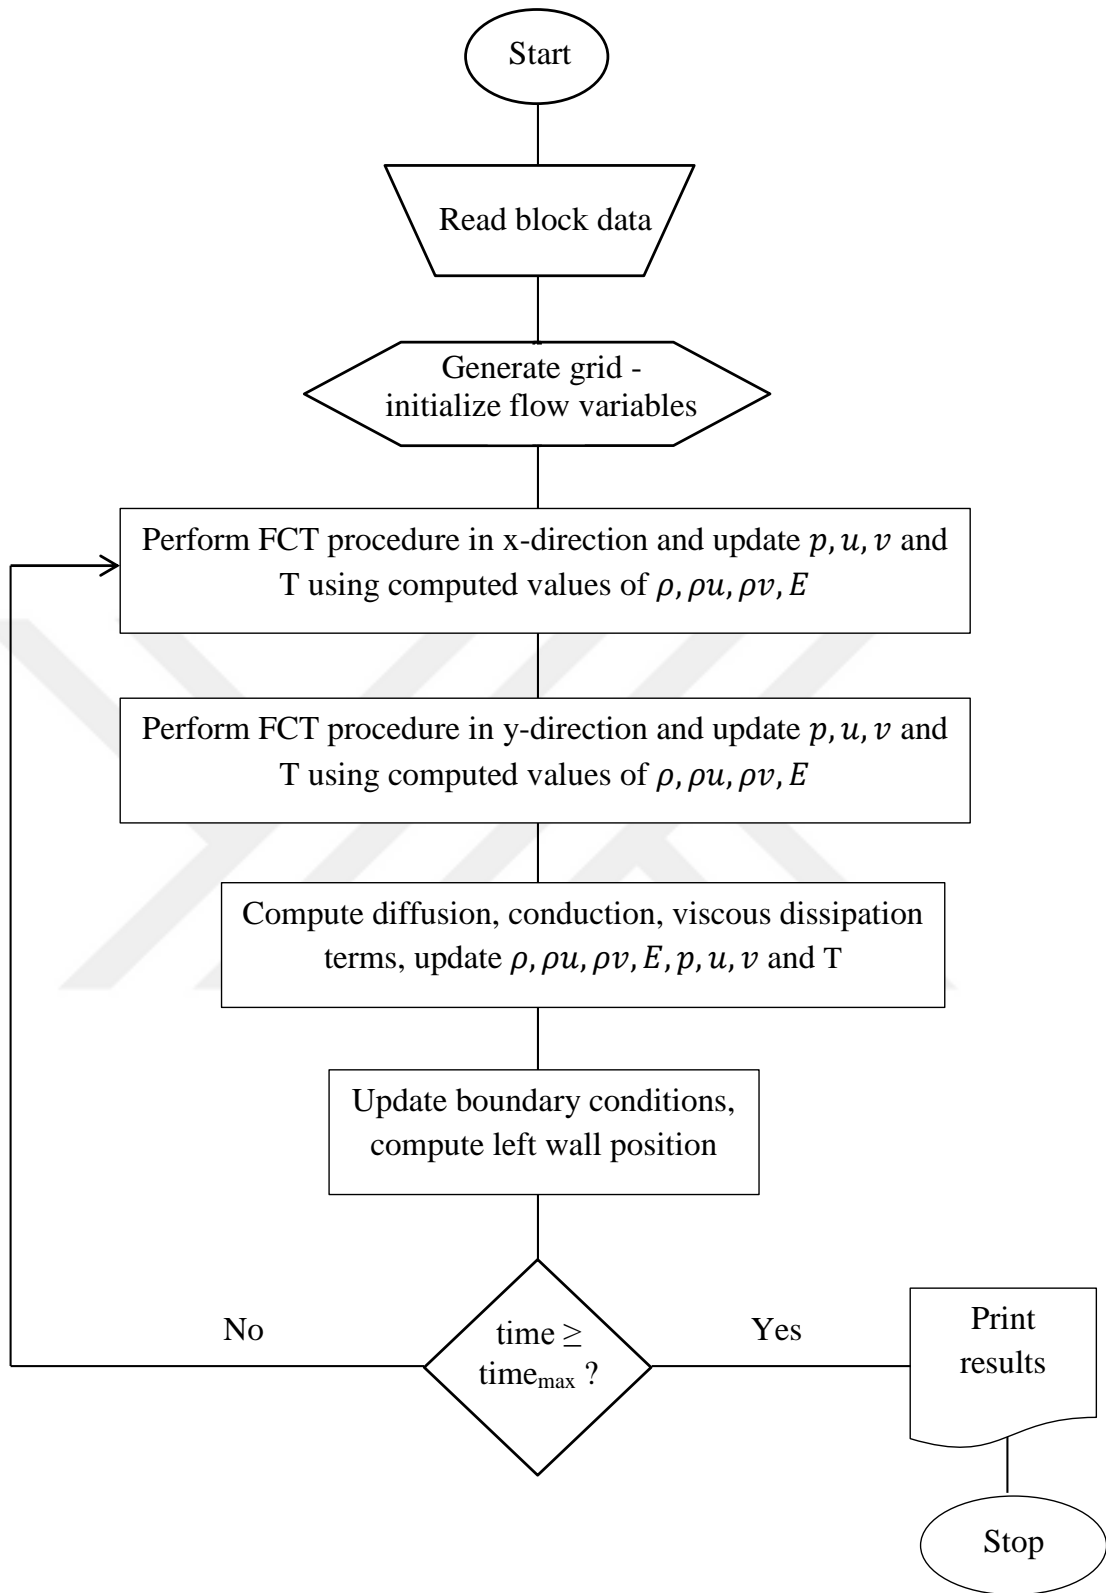 Start
Read block data
Generate grid -
initialize flow variables
Perform FCT procedure in x-direction and update p, u, v and
T using computed values of ρ, ρu, ρv, E
Perform FCT procedure in y-direction and update p, u, v and
T using computed values of ρ, ρu, ρv, E
Compute diffusion, conduction, viscous dissipation
terms, update ρ, ρu, ρv, E, p, u, v and T
Update boundary conditions,
compute left wall position
No
time ≥
time_max ?
Yes
Print
results
Stop